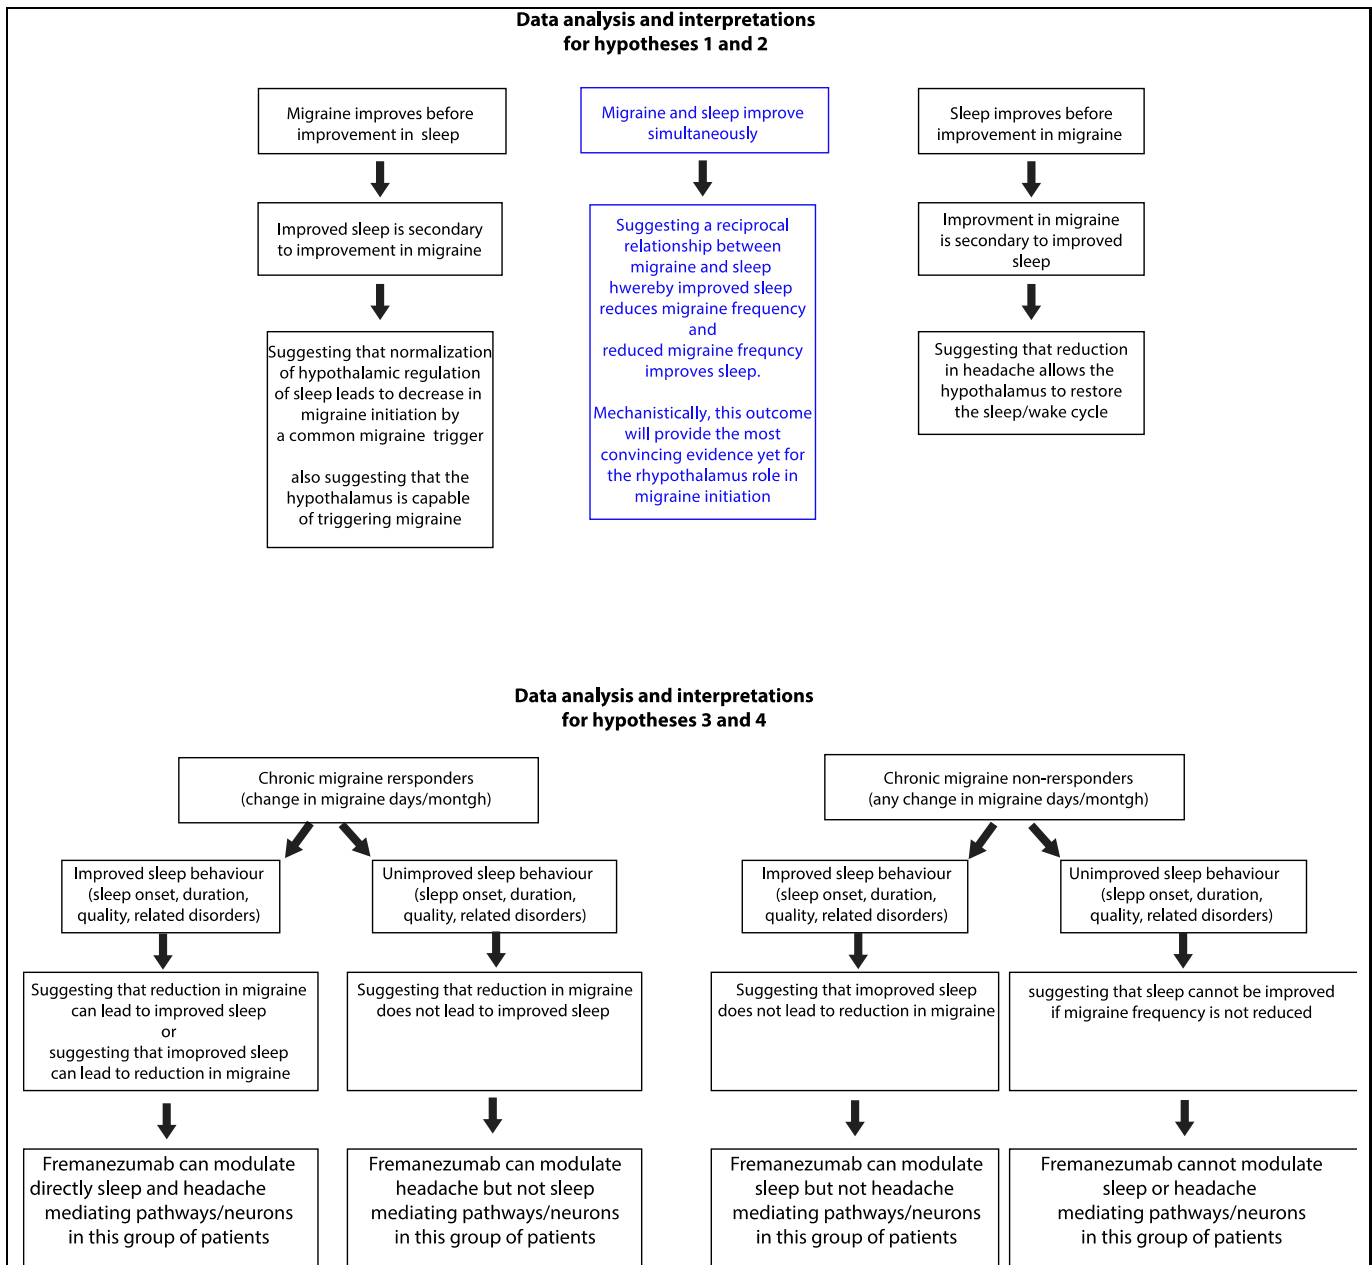 Data analysis and interpretations
for hypotheses 1 and 2
Migraine improves before
improvement in sleep
Improved sleep is secondary
to improvement in migraine
Suggesting that normalization
of hypothalamic regulation
of sleep leads to decrease in
migraine initiation by
a common migraine trigger
also suggesting that the
hypothalamus is capable
of triggering migraine
Migraine and sleep improve
simultaneously
Suggesting a reciprocal
relationship between
migraine and sleep
hwereby improved sleep
reduces migraine frequency
and
reduced migraine frequncy
improves sleep.
Mechanistically, this outcome
will provide the most
convincing evidence yet for
the rhypothalamus role in
migraine initiation
Sleep improves before
improvement in migraine
Improvment in migraine
is secondary to improved
sleep
Suggesting that reduction
in headache allows the
hypothalamus to restore
the sleep/wake cycle
Data analysis and interpretations
for hypotheses 3 and 4
Chronic migraine rersponders
(change in migraine days/montgh)
Improved sleep behaviour
(sleep onset, duration,
quality, related disorders)
Suggesting that reduction in migraine
can lead to improved sleep
or
suggesting that imoproved sleep
can lead to reduction in migraine
Fremanezumab can modulate
directly sleep and headache
mediating pathways/neurons
in this group of patients
Unimproved sleep behaviour
(slepp onset, duration,
quality, related disorders)
Suggesting that reduction in migraine
does not lead to improved sleep
Fremanezumab can modulate
headache but not sleep
mediating pathways/neurons
in this group of patients
Chronic migraine non-rersponders
(any change in migraine days/montgh)
Improved sleep behaviour
(sleep onset, duration,
quality, related disorders)
Suggesting that imoproved sleep
does not lead to reduction in migraine
Fremanezumab can modulate
sleep but not headache
mediating pathways/neurons
in this group of patients
Unimproved sleep behaviour
(slepp onset, duration,
quality, related disorders)
suggesting that sleep cannot be improved
if migraine frequency is not reduced
Fremanezumab cannot modulate
sleep or headache
mediating pathways/neurons
in this group of patients